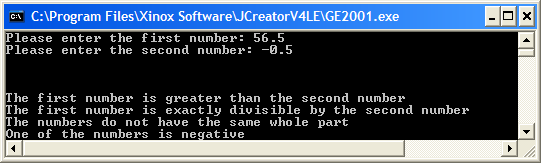 C:\Program Files\Xinox Software\JCreatorV4LE\GE2001.exe
Please enter the first number: 56.5
Please enter the second number: -0.5
The first number is greater than the second number
The first number is exactly divisible by the second number
The numbers do not have the same whole part
One of the numbers is negative